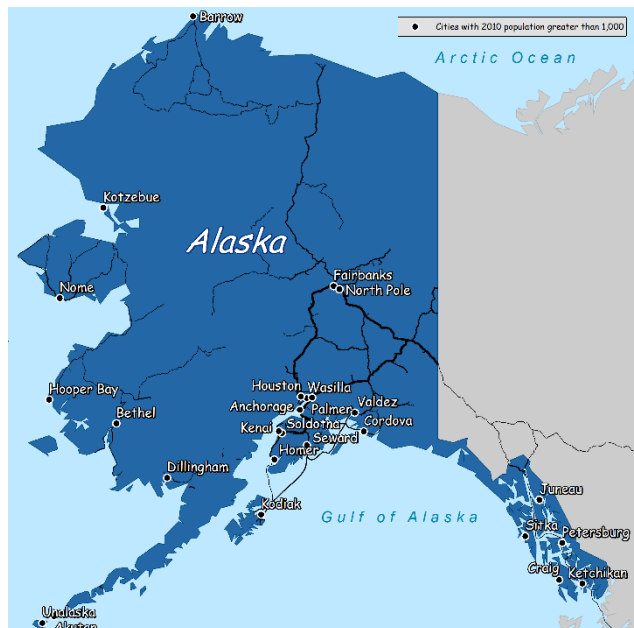 Barrow
Cities with 2010 population greater than 1,000
Arctic Ocean
Kotzebue
Alaska
Fairbanks
North Pole
Nome
Houston
Wasilla
Hooper Bay
Anchorage
Palmer
Valdez
Bethel
Kenai
Soldotna
Cordova
Seward
Homer
Dillingham
Juneau
Kodiak
Gulf of Alaska
Sitka
Petersburg
Craig
Ketchikan
Unalaska
Akutan